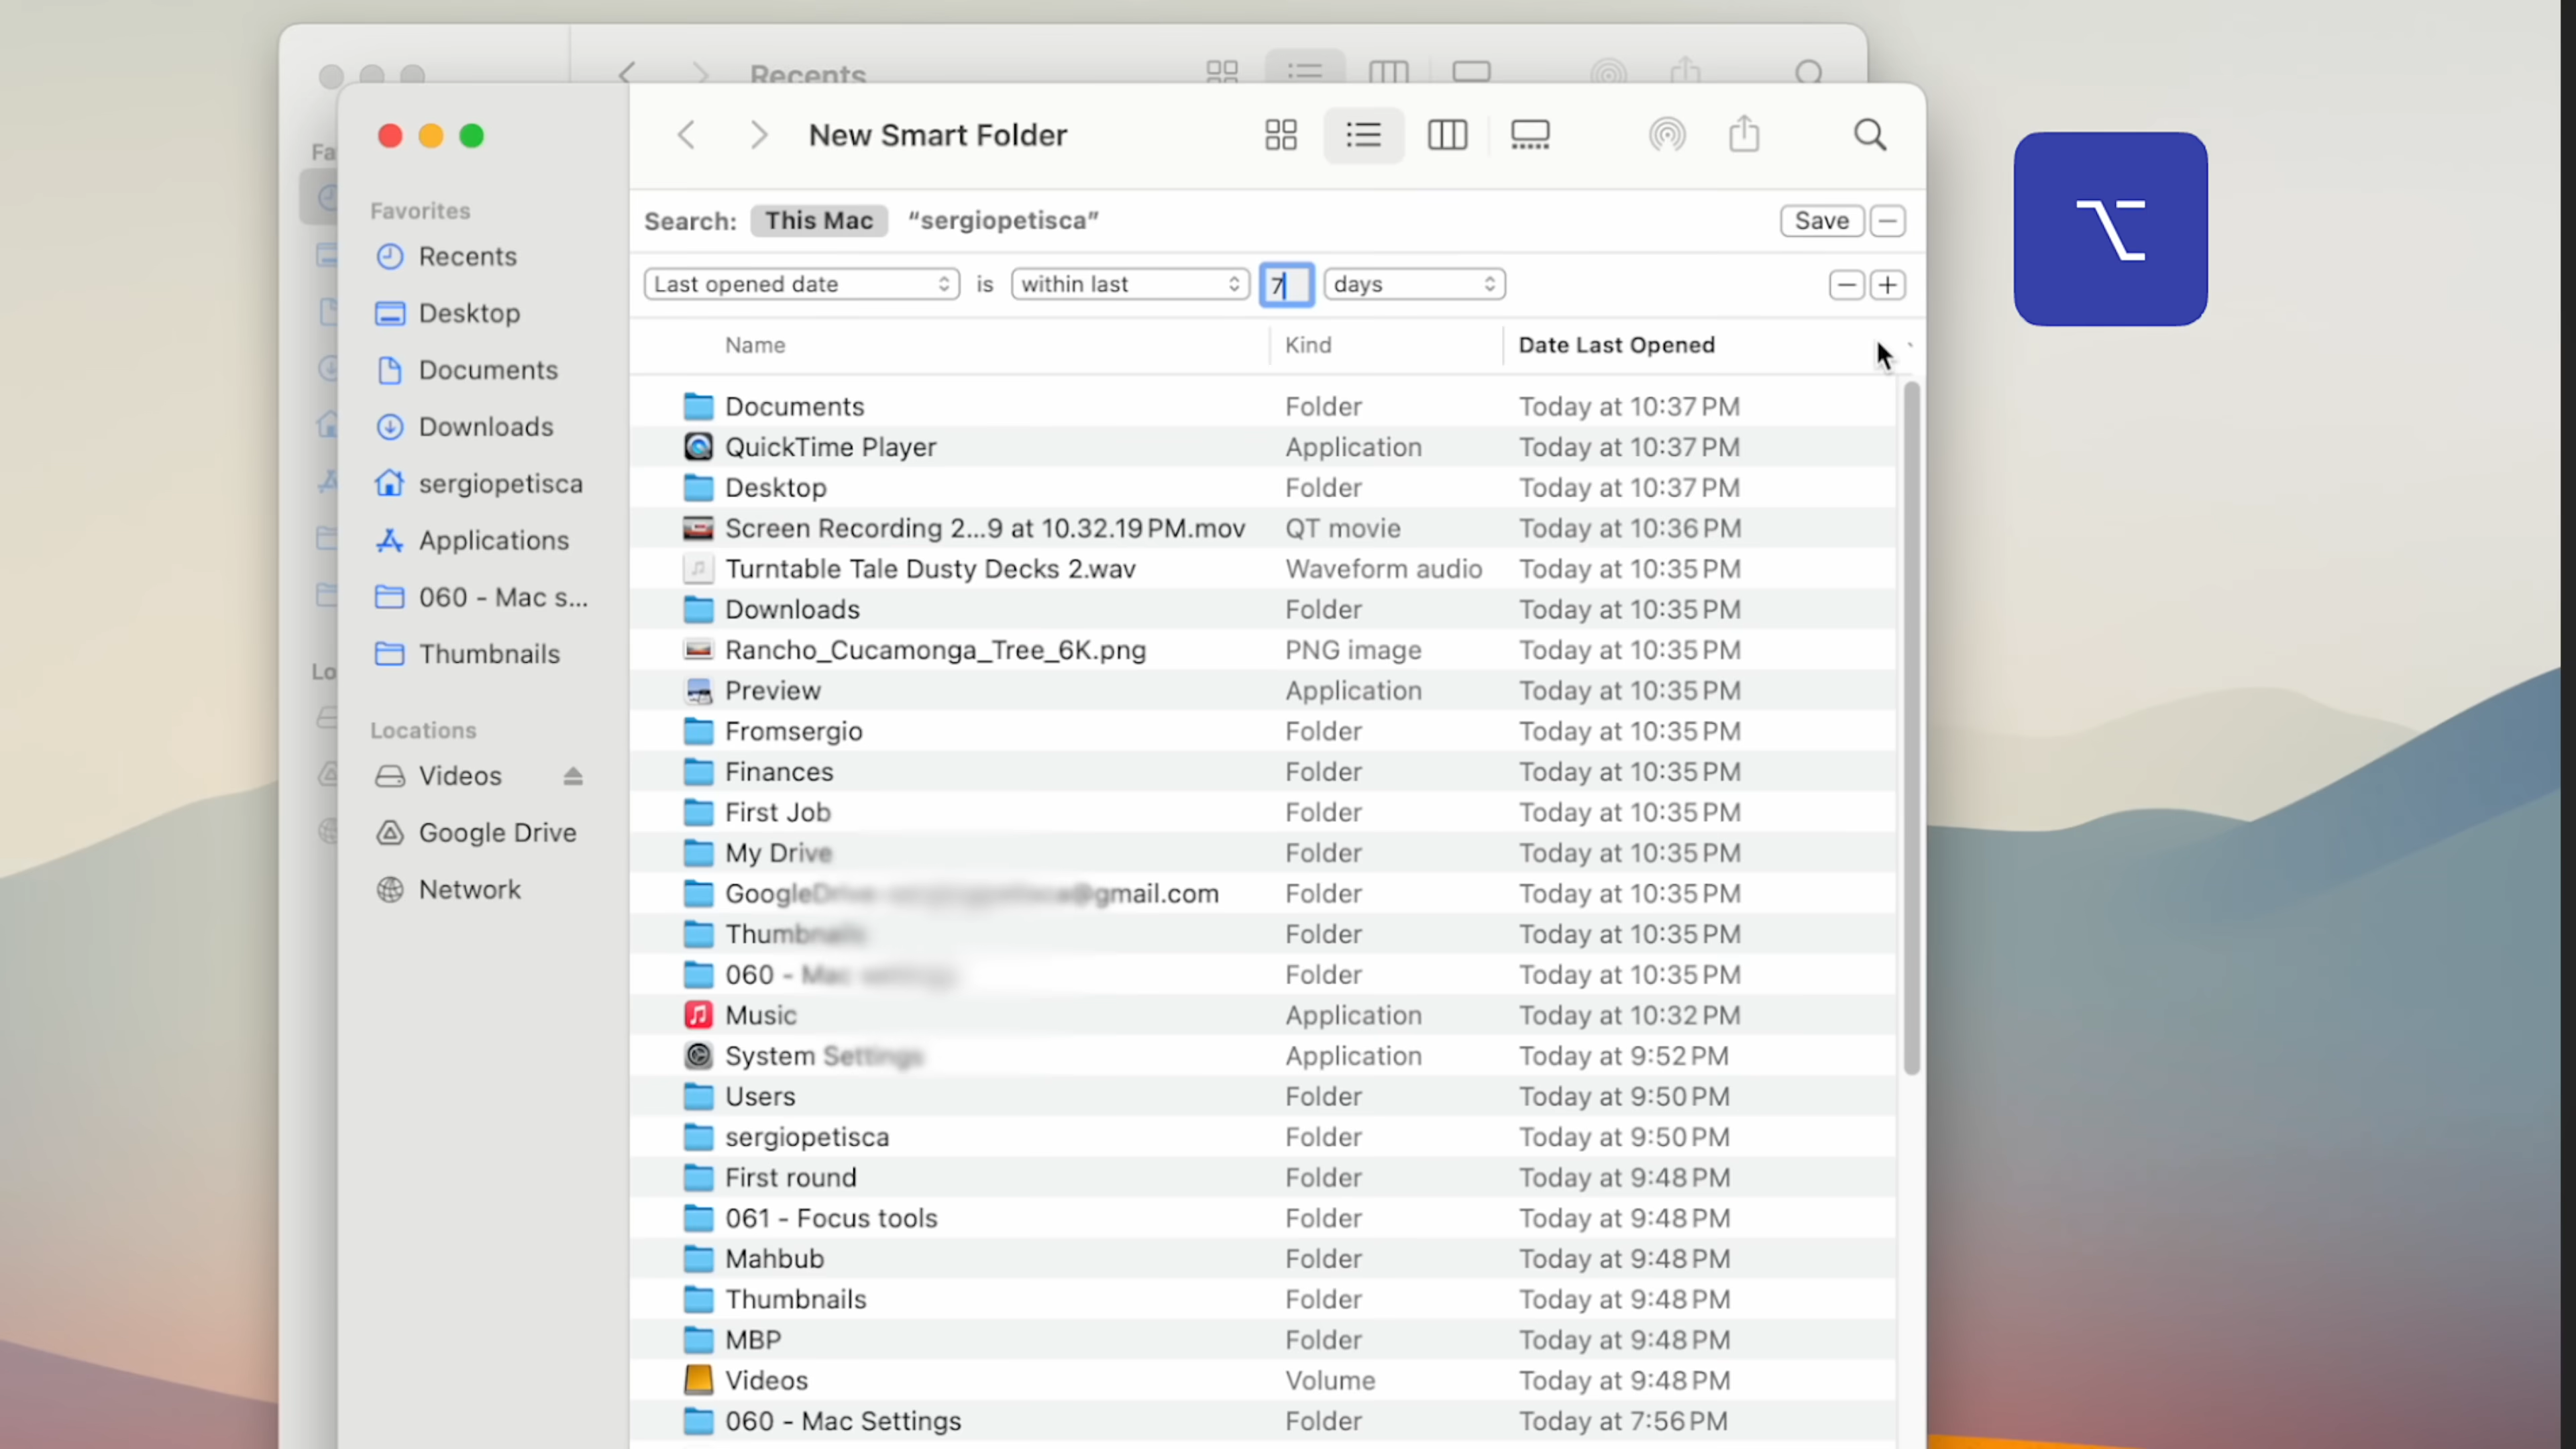 Recents
Fa
Lo
New Smart Folder
Favorites
Recents
Desktop
Documents
Downloads
sergiopetisca
Applications
060 - Mac s...
Thumbnails
Locations
Videos
Google Drive
Network
Search: This Mac “sergiopetisca” Save
Last opened date is within last 7 days
Name Kind Date Last Opened
Documents Folder Today at 10:37 PM
QuickTime Player Application Today at 10:37 PM
Desktop Folder Today at 10:37 PM
Screen Recording 2...9 at 10.32.19 PM.mov QT movie Today at 10:36 PM
Turntable Tale Dusty Decks 2.wav Waveform audio Today at 10:35 PM
Downloads Folder Today at 10:35 PM
Rancho_Cucamonga_Tree_6K.png PNG image Today at 10:35 PM
Preview Application Today at 10:35 PM
Fromsergio Folder Today at 10:35 PM
Finances Folder Today at 10:35 PM
First Job Folder Today at 10:35 PM
My Drive Folder Today at 10:35 PM
@gmail.com Folder Today at 10:35 PM
Thumbnails Folder Today at 10:35 PM
060 - Mac settings Folder Today at 10:35 PM
Music Application Today at 10:32 PM
System Settings Application Today at 9:52 PM
Users Folder Today at 9:50 PM
sergiopetisca Folder Today at 9:50 PM
First round Folder Today at 9:48 PM
061 - Focus tools Folder Today at 9:48 PM
Mahbub Folder Today at 9:48 PM
Thumbnails Folder Today at 9:48 PM
MBP Folder Today at 9:48 PM
Videos Volume Today at 9:48 PM
060 - Mac Settings Folder Today at 7:56 PM